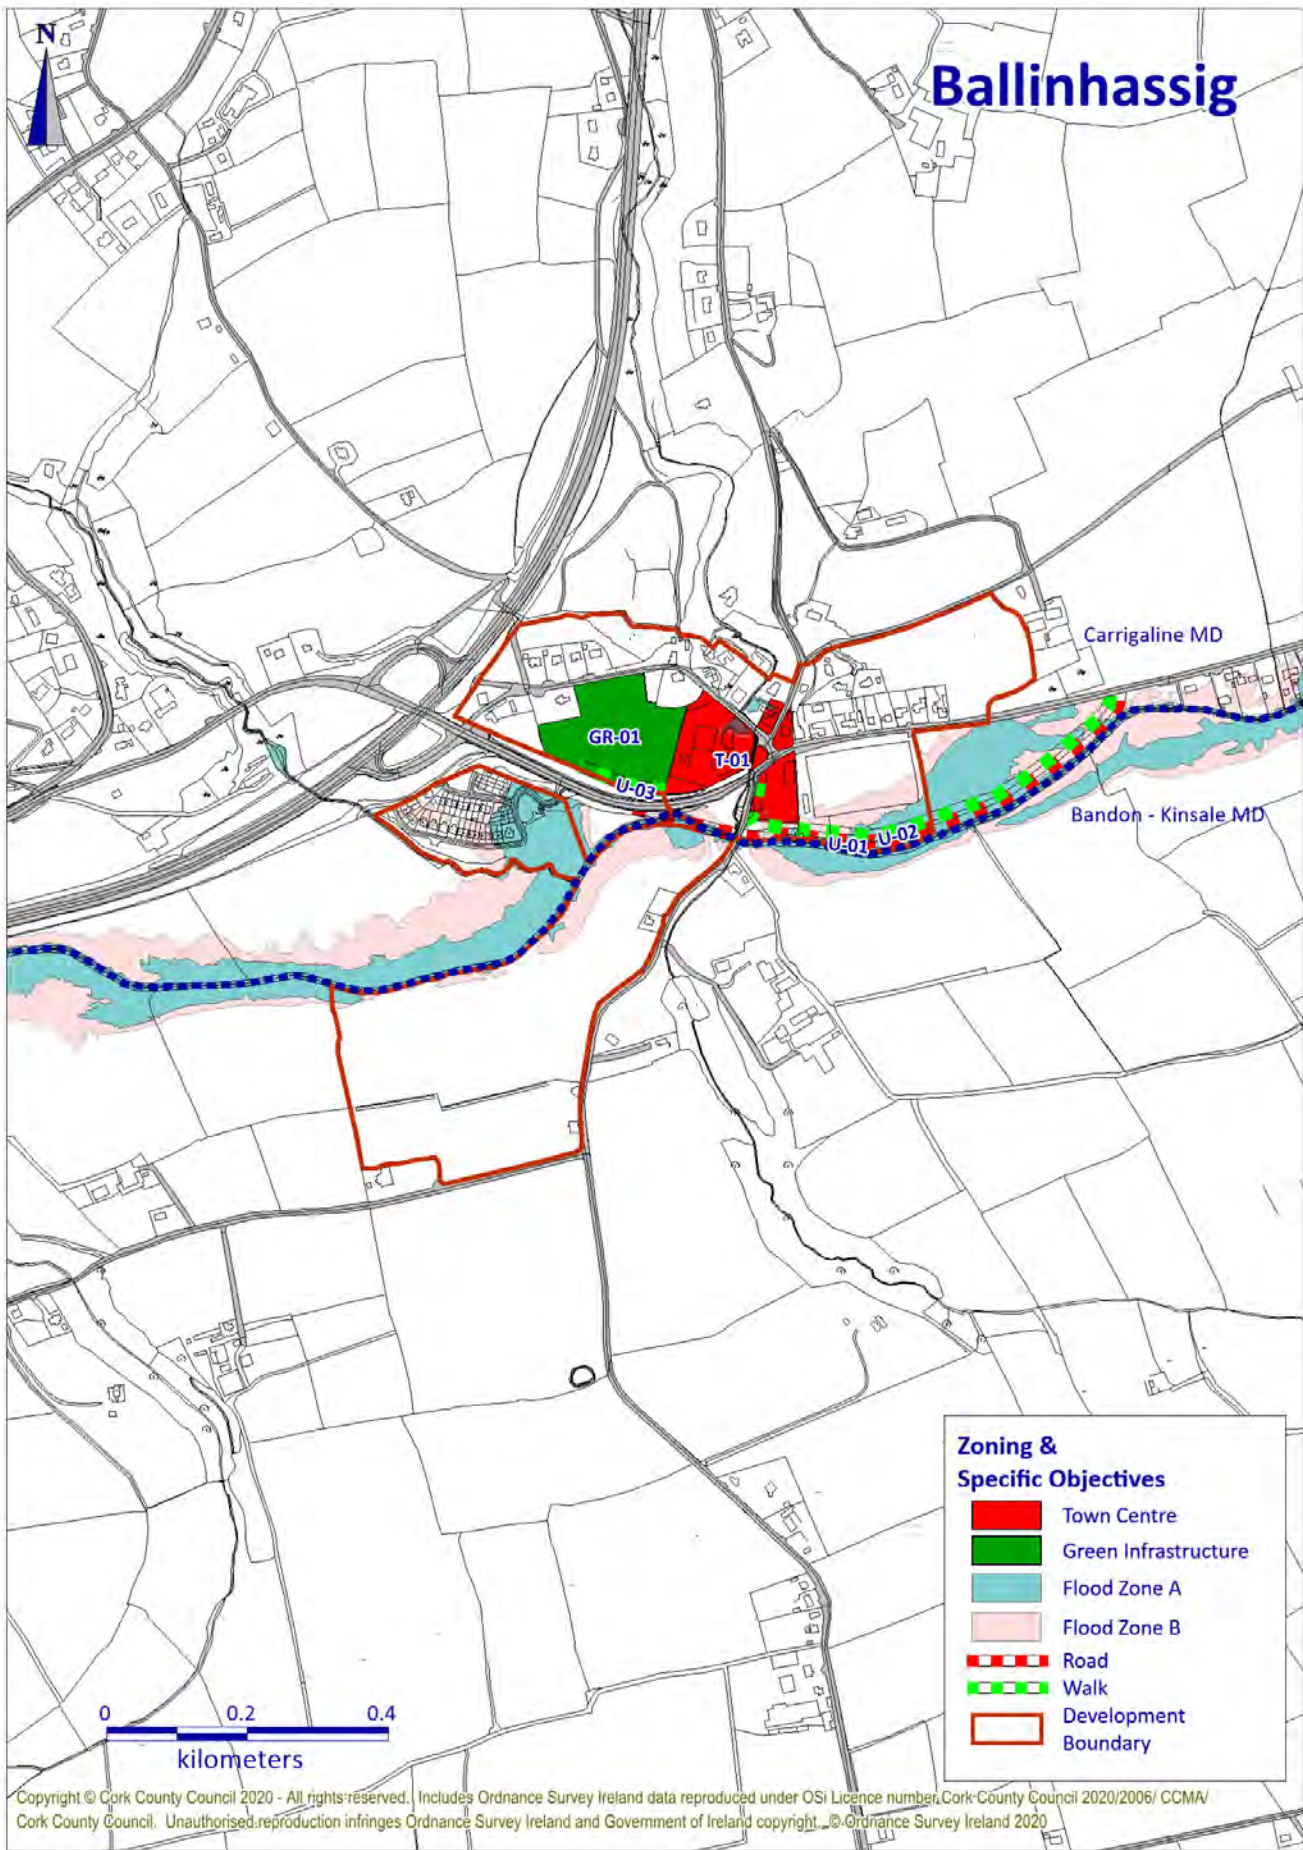 N
Ballinhassig
Carrigaline MD
GR-01
T-01
U-03
Bandon - Kinsale MD
U-01
U-02
Zoning &
Specific Objectives
Town Centre
Green Infrastructure
Flood Zone A
Flood Zone B
Road
Walk
Development
Boundary
0 0.2 0.4
kilometers
Copyright © Cork County Council 2020 - All rights reserved. Includes Ordnance Survey Ireland data reproduced under OSi Licence number Cork County Council 2020/2006/ CCMA/
Cork County Council. Unauthorised reproduction infringes Ordnance Survey Ireland and Government of Ireland copyright. © Ordnance Survey Ireland 2020